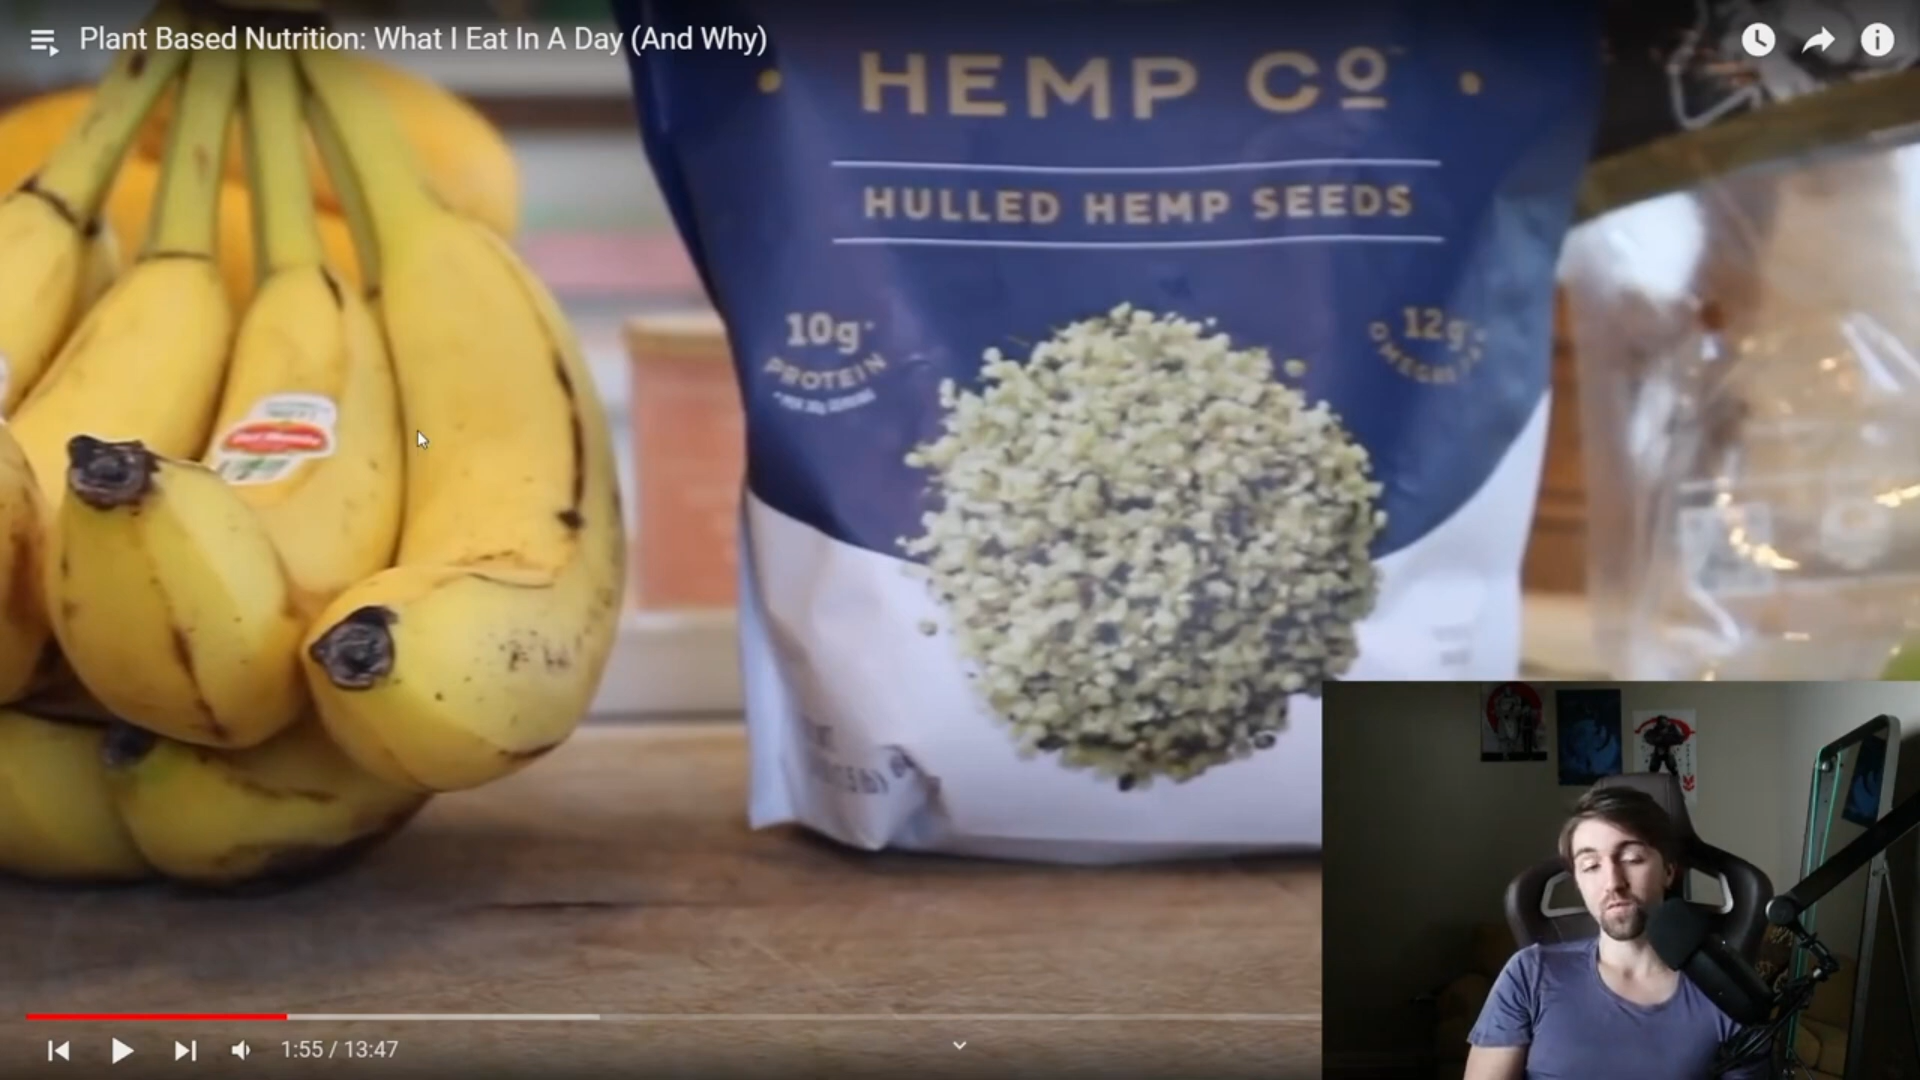 Plant Based Nutrition: What I Eat In A Day (And Why)
HEMP Co
HULLED HEMP SEEDS
10g*
PROTEIN
12g*
1:55 / 13:47